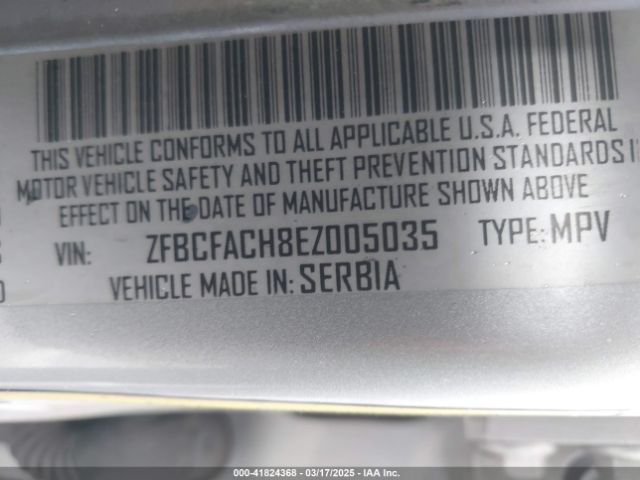 THIS VEHICLE CONFORMS TO ALL APPLICABLE U.S.A. FEDERAL
MOTOR VEHICLE SAFETY AND THEFT PREVENTION STANDARDS I
EFFECT ON THE DATE OF MANUFACTURE SHOWN ABOVE
VIN: ZFBCFACH8EZ005035 TYPE: MPV
VEHICLE MADE IN: SERBIA
000-41824368 - 03/17/2025 - IAA Inc.